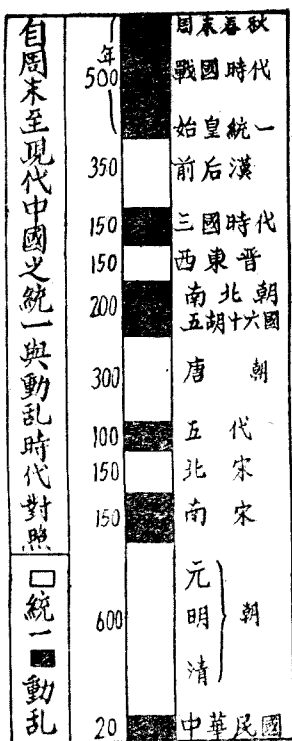 自周末至現代中國之統一與動乱時代對照
□統一■動乱
年
500
周末春秋
戰國時代
始皇統一
350
前后漢
150
三國時代
150
西東晋
200
南北朝
五胡十六國
300
唐朝
100
五代
150
北宋
150
南宋
600
元明清朝
20
中華民國